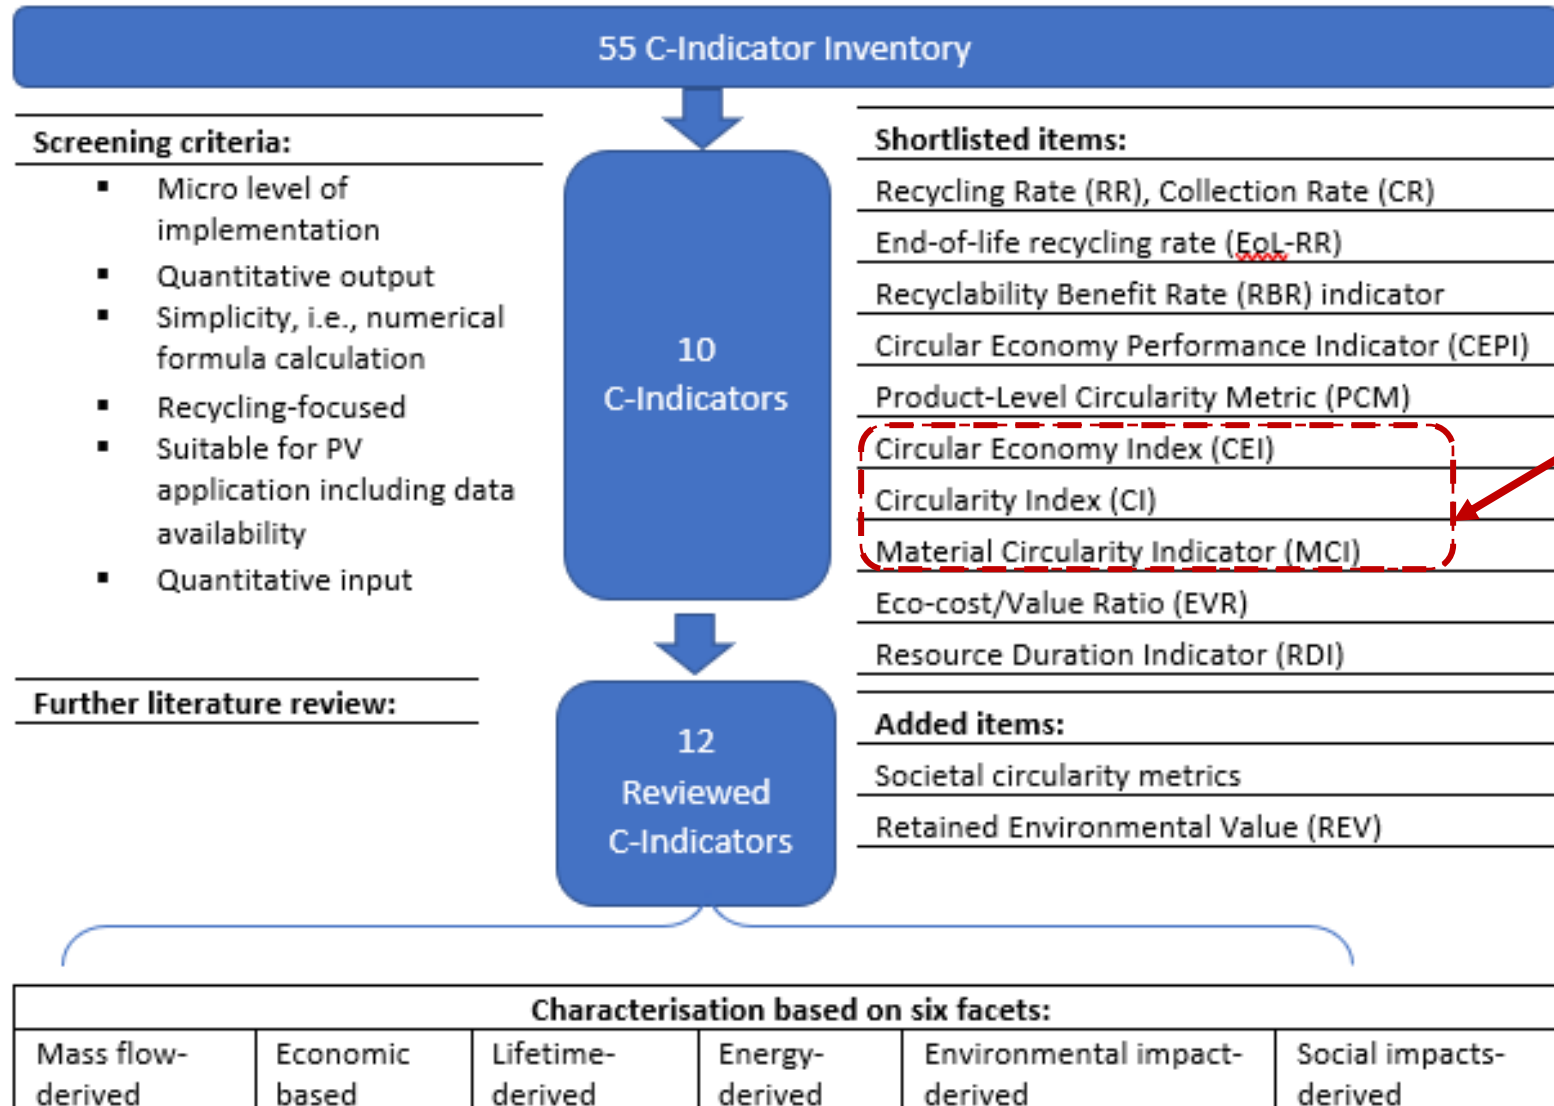 55 C-Indicator Inventory
Screening criteria:
▪ Micro level of
implementation
▪ Quantitative output
▪ Simplicity, i.e., numerical
formula calculation
▪ Recycling-focused
▪ Suitable for PV
application including data
availability
▪ Quantitative input
10
C-Indicators
Shortlisted items:
Recycling Rate (RR), Collection Rate (CR)
End-of-life recycling rate (EoL-RR)
Recyclability Benefit Rate (RBR) indicator
Circular Economy Performance Indicator (CEPI)
Product-Level Circularity Metric (PCM)
Circular Economy Index (CEI)
Circularity Index (CI)
Material Circularity Indicator (MCI)
Eco-cost/Value Ratio (EVR)
Resource Duration Indicator (RDI)
Further literature review:
12
Reviewed
C-Indicators
Added items:
Societal circularity metrics
Retained Environmental Value (REV)
Characterisation based on six facets:
Mass flow-
derived
Economic
based
Lifetime-
derived
Energy-
derived
Environmental impact-
derived
Social impacts-
derived